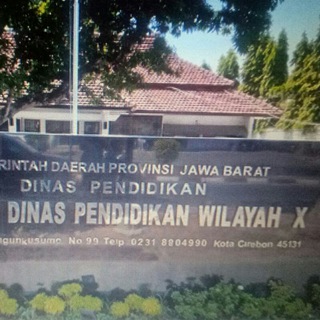 RINTAH DAERAH PROVINSI JAWA BARAT
DINAS PENDIDIKAN
DINAS PENDIDIKAN WILAYAH X
No 99 Telp 0231 8804990 Kota Cirebon 45131